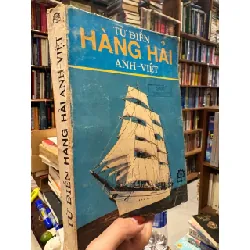 TỪ ĐIỂN
HÀNG HẢI
ANH-VIỆT
TỪ ĐIỂN HÀNG HẢI ANH-VIỆT